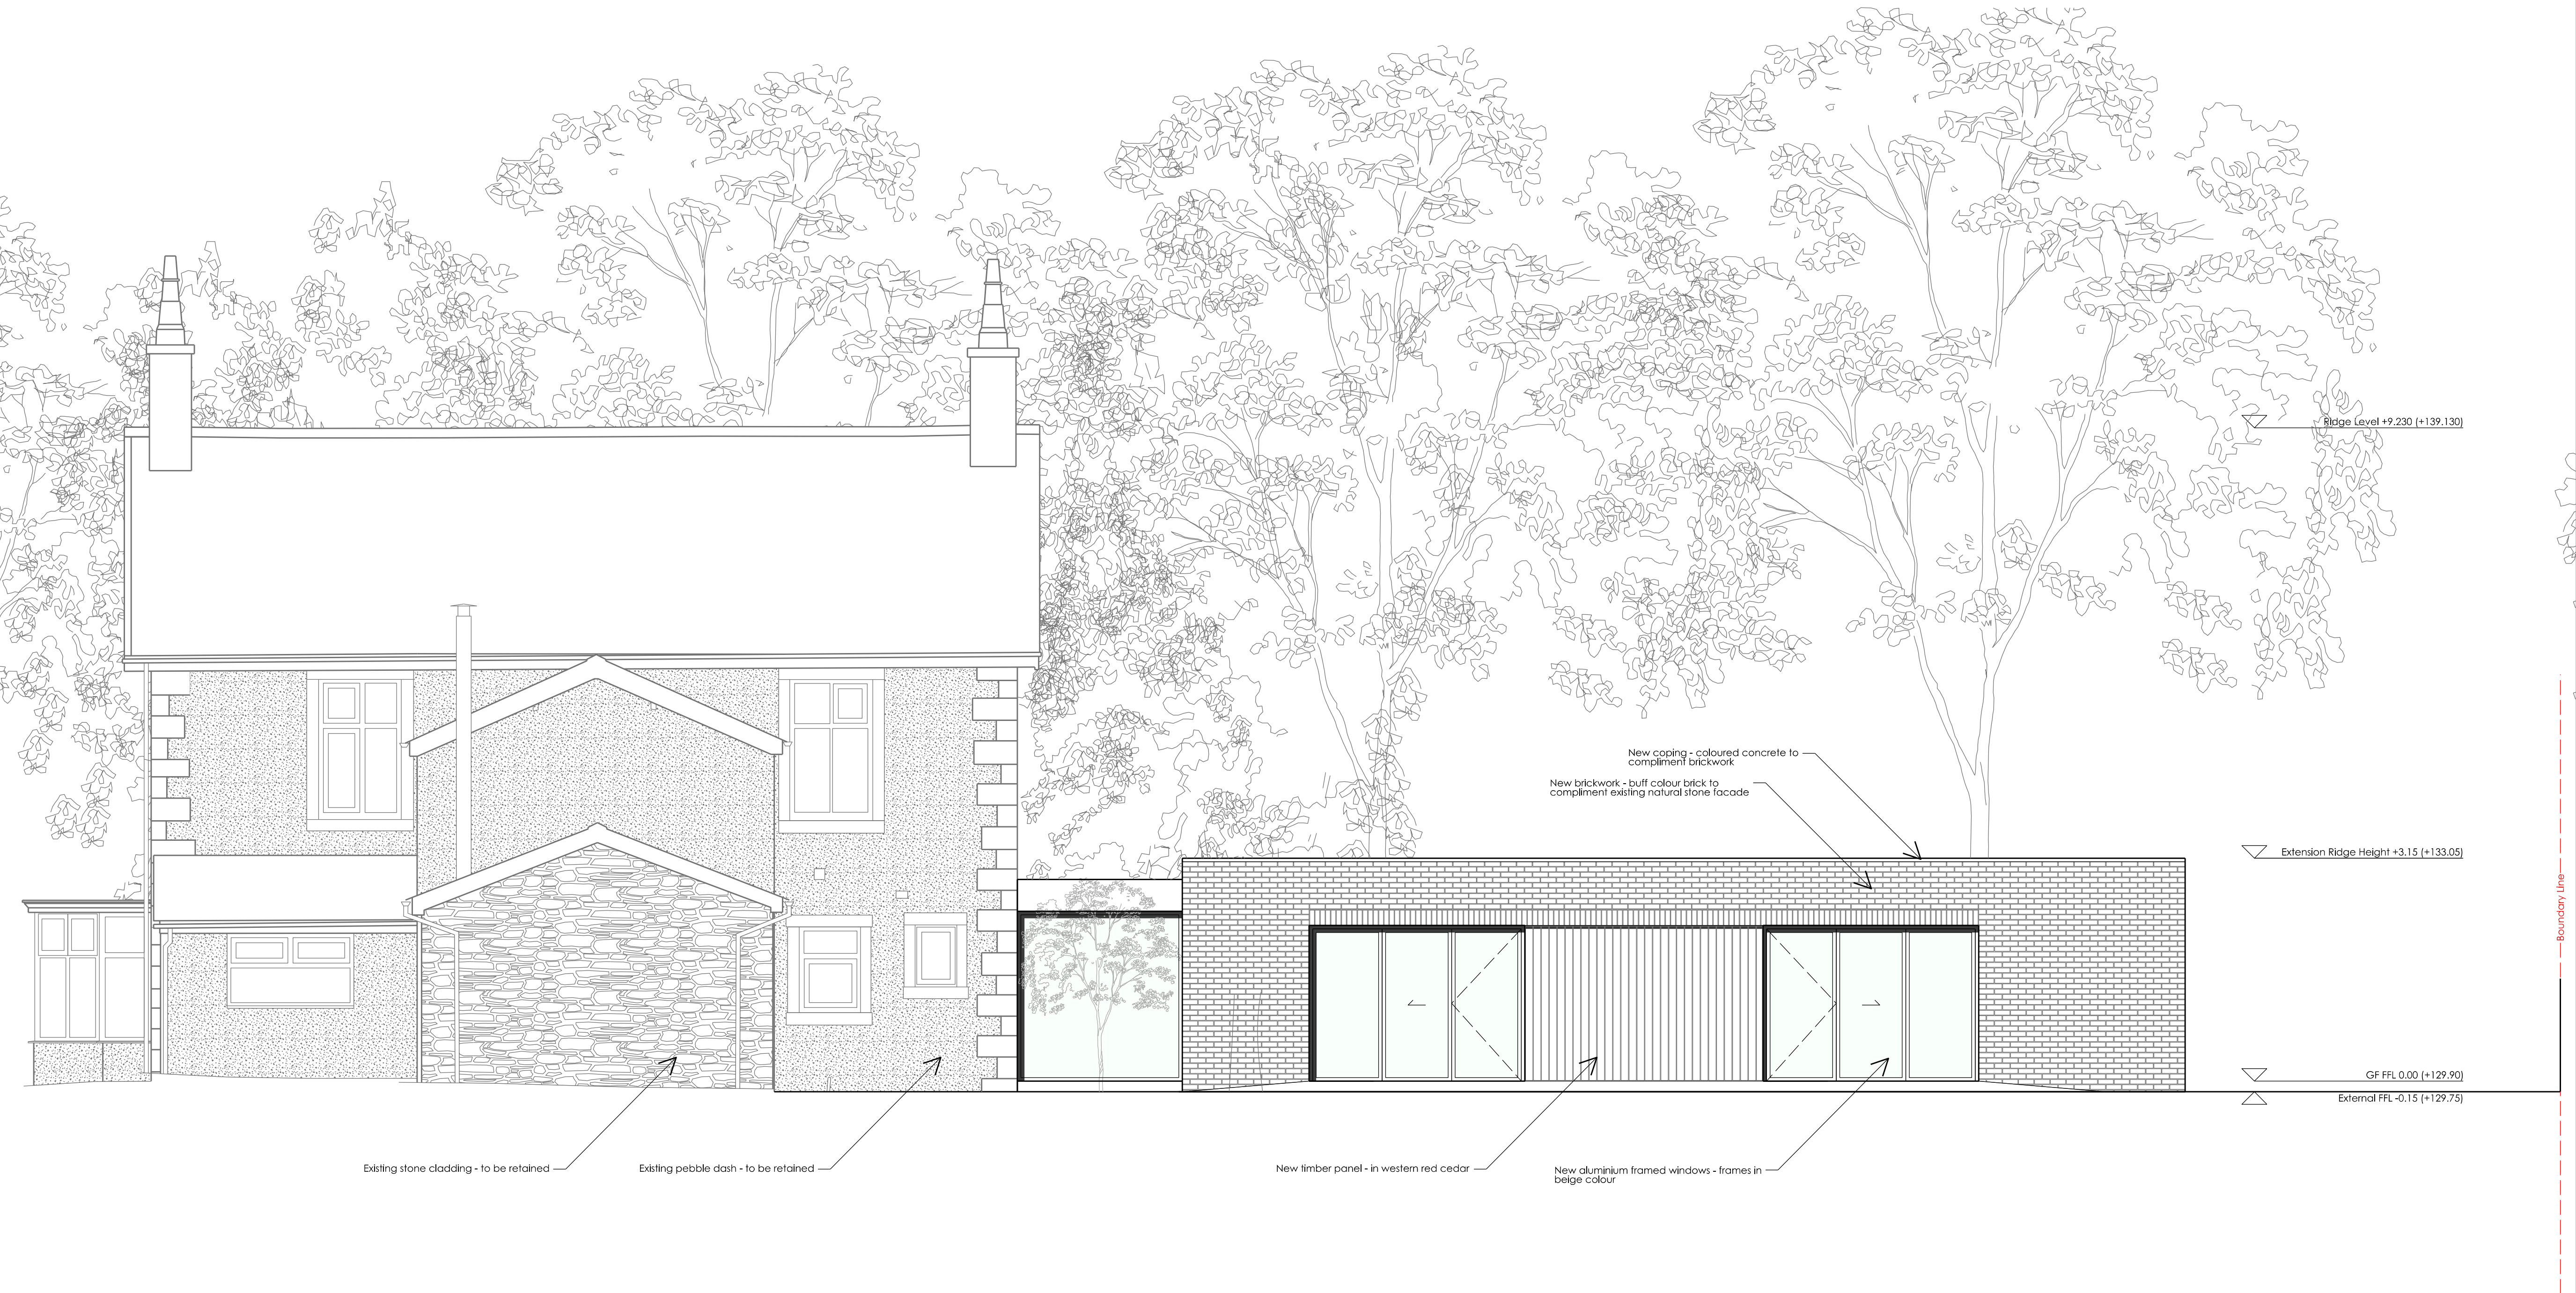 Ridge Level +9.230 (+139.130)
New coping - coloured concrete to
compliment brickwork
New brickwork - buff colour brick to
compliment existing natural stone facade
Extension Ridge Height +3.15 (+133.05)
Boundary Line
GF FFL 0.00 (+129.90)
External FFL -0.15 (+129.75)
Existing stone cladding - to be retained
Existing pebble dash - to be retained
New timber panel - in western red cedar
New aluminium framed windows - frames in
beige colour